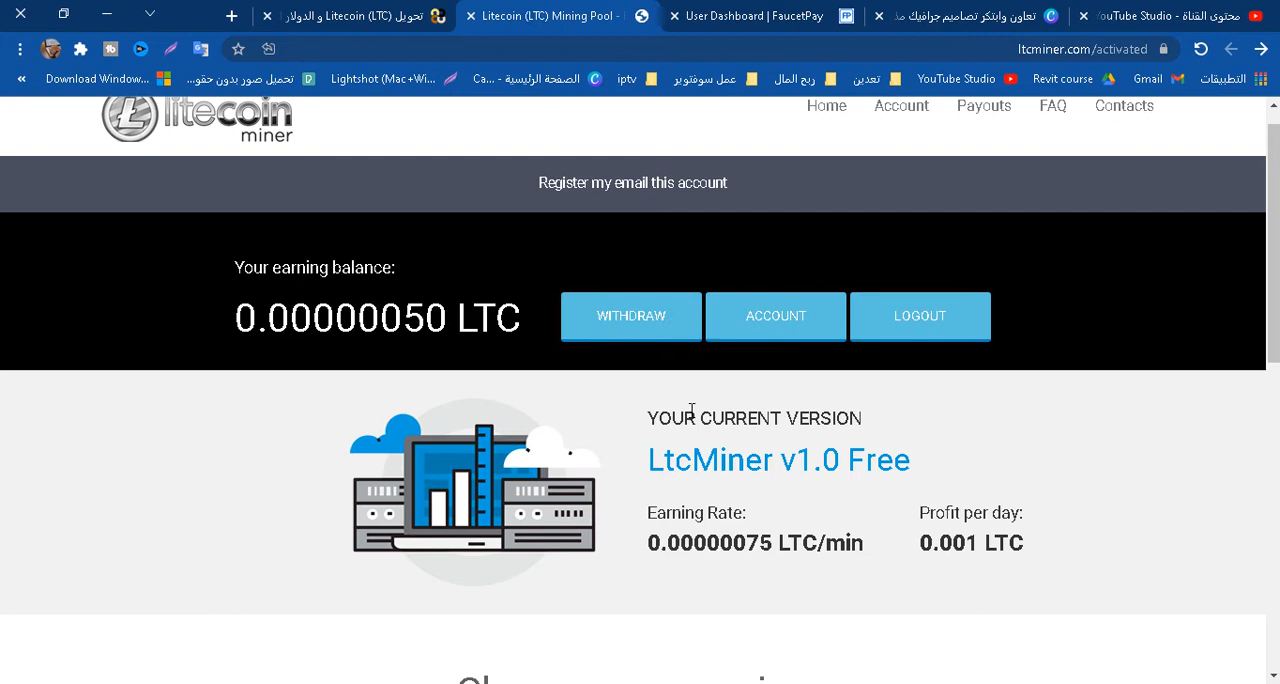 تحويل Litecoin (LTC) و الدولار
Litecoin (LTC) Mining Pool -
User Dashboard | FaucetPay
تعاون وابتكر تصاميم جرافيك مذ
محتوى القناة - YouTube Studio
ltcminer.com/activated
Download Window...
تحميل صور بدون حقو...
Lightshot (Mac+Wi...
الصفحة الرئيسية - Ca...
iptv
عمل سوفتوير
ربح المال
تعدين
YouTube Studio
Revit course
Gmail
التطبيقات
litecoin
miner
Home Account Payouts FAQ Contacts
Register my email this account
Your earning balance:
0.00000050 LTC
WITHDRAW ACCOUNT LOGOUT
YOUR CURRENT VERSION
LtcMiner v1.0 Free
Earning Rate: Profit per day:
0.00000075 LTC/min 0.001 LTC